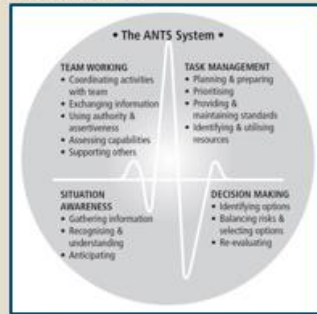 • The ANTS System •
TEAM WORKING
• Coordinating activities
with team
• Exchanging information
• Using authority &
assertiveness
• Assessing capabilities
• Supporting others
TASK MANAGEMENT
• Planning & preparing
• Prioritising
• Providing &
maintaining standards
• Identifying & utilising
resources
SITUATION
AWARENESS
• Gathering information
• Recognising &
understanding
• Anticipating
DECISION MAKING
• Identifying options
• Balancing risks &
selecting options
• Re-evaluating